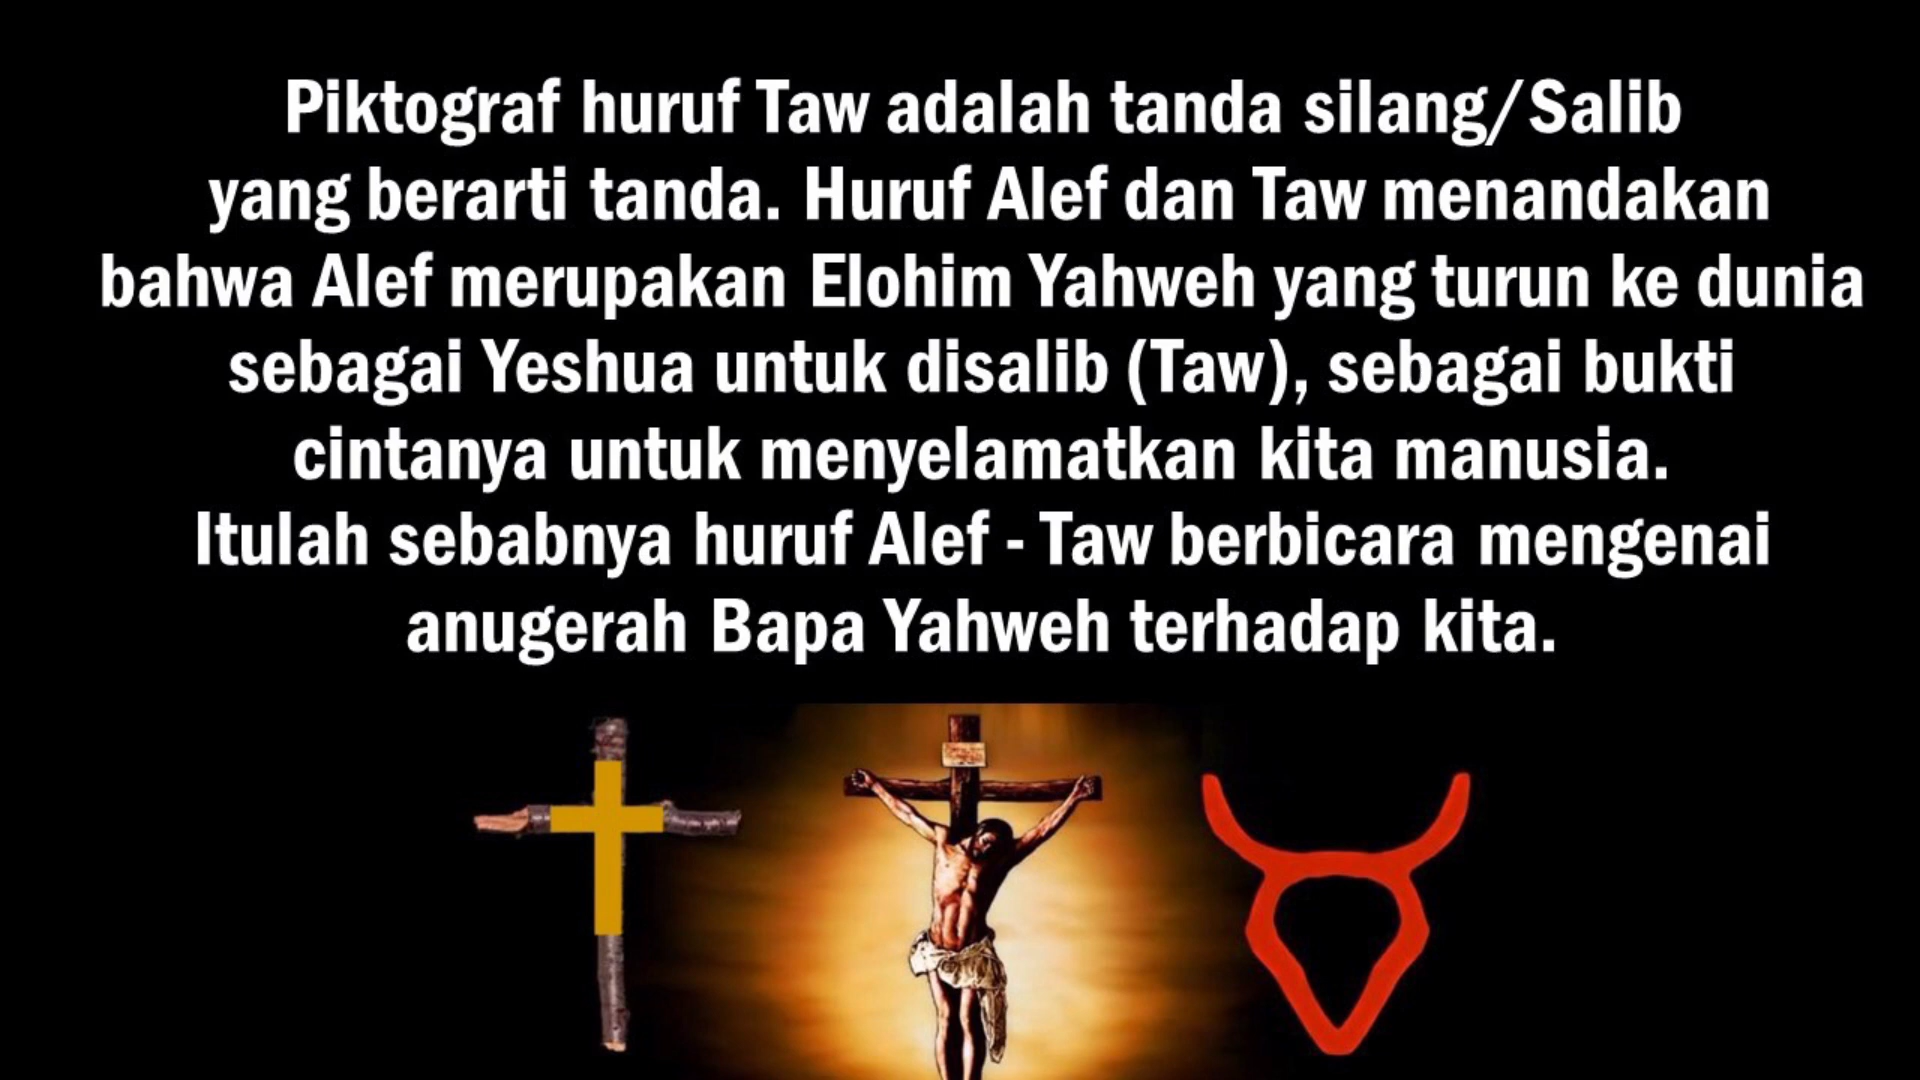 Piktograf huruf Taw adalah tanda silang/Salib
yang berarti tanda. Huruf Alef dan Taw menandakan
bahwa Alef merupakan Elohim Yahweh yang turun ke dunia
sebagai Yeshua untuk disalib (Taw), sebagai bukti
cintanya untuk menyelamatkan kita manusia.
Itulah sebabnya huruf Alef - Taw berbicara mengenai
anugerah Bapa Yahweh terhadap kita.